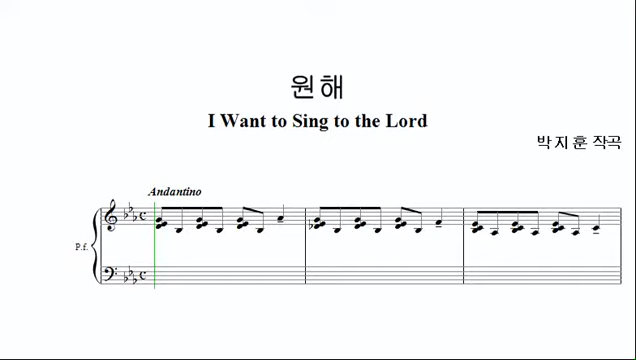 원해
I Want to Sing to the Lord
박지훈 작곡
Andantino
P.f.